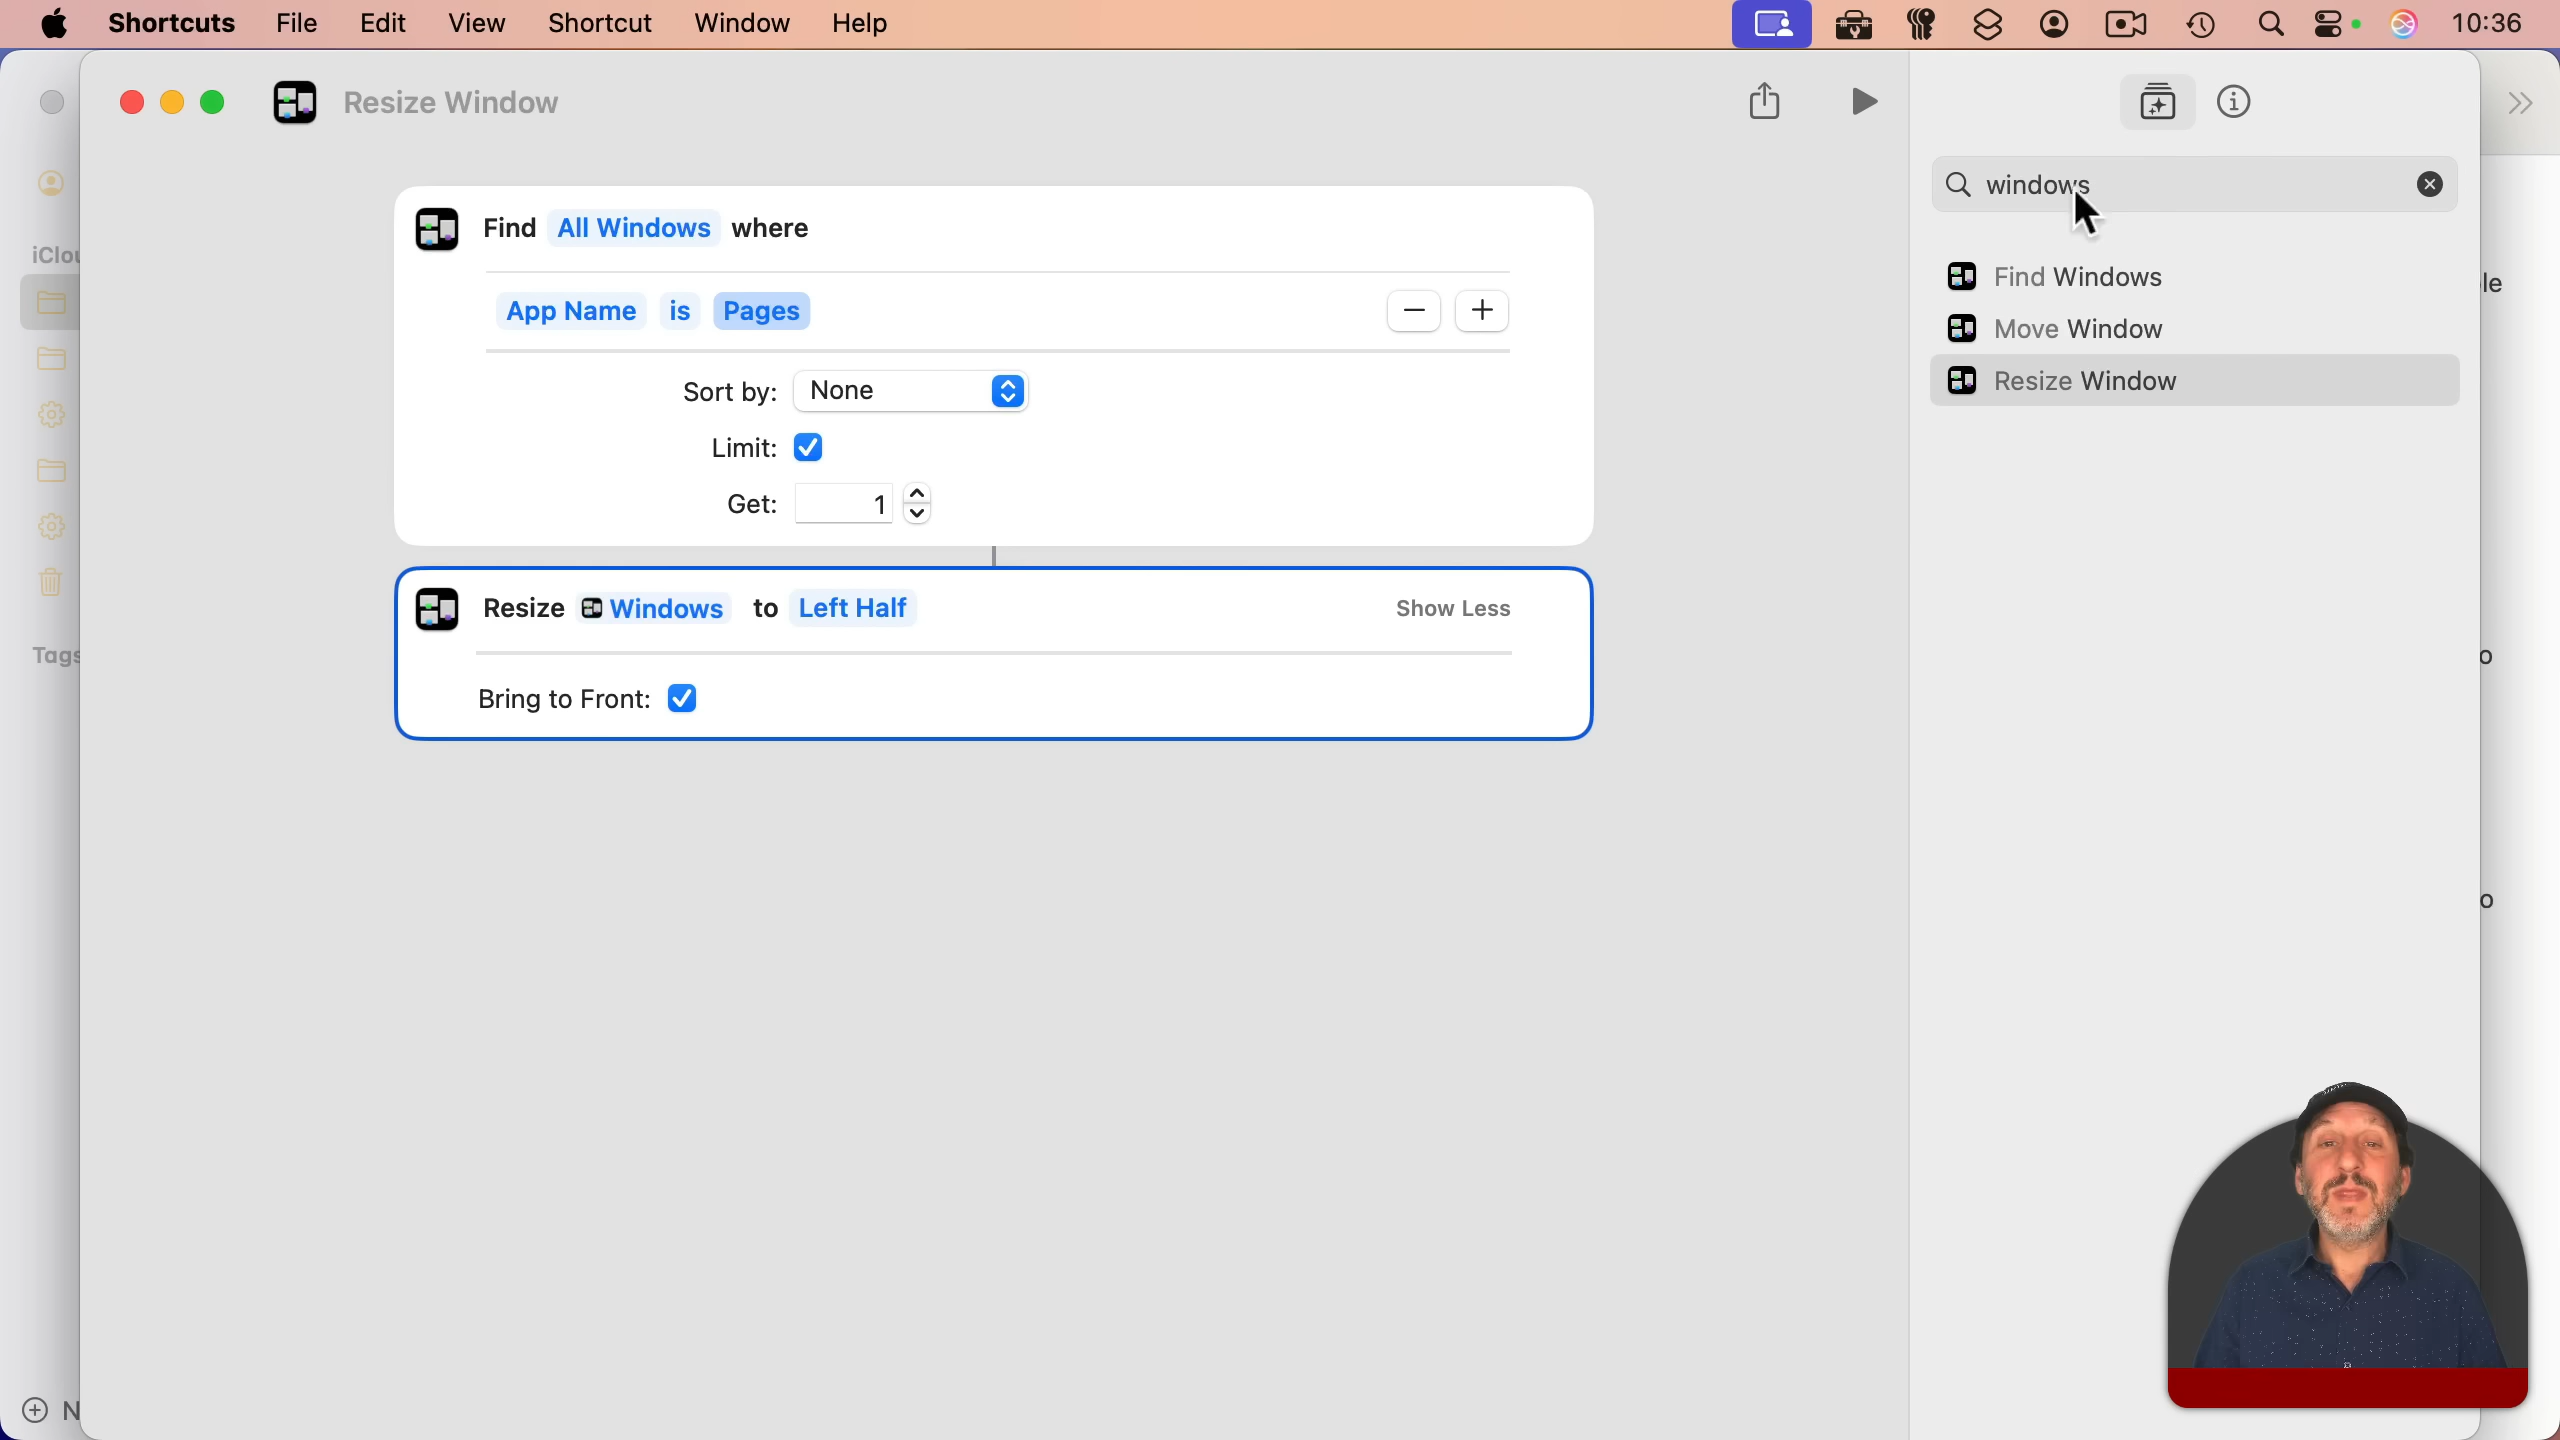 Shortcuts File Edit View Shortcut Window Help 10:36
Resize Window
windows
Find Windows
Move Window
Resize Window
Find All Windows where
App Name is Pages
Sort by: None
Limit:
Get: 1
Resize Windows to Left Half Show Less
Bring to Front:
iClou
Tags
N
le
o
o